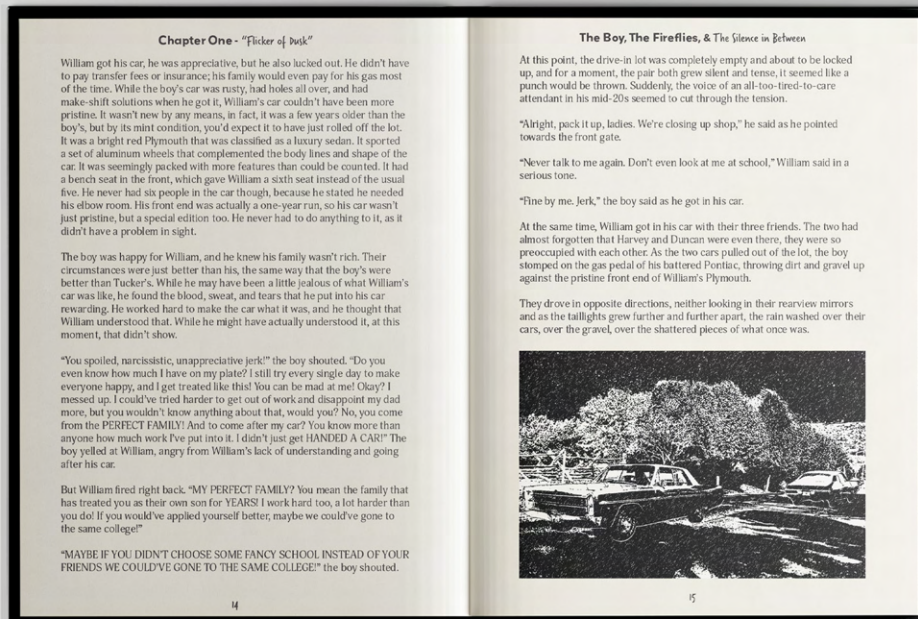 Chapter One - "Flicker of Dusk"
William got his car, he was appreciative, but he also lucked out. He didn't have
to pay transfer fees or insurance; his family would even pay for his gas most
of the time. While the boy's car was rusty, had holes all over, and had
make-shift solutions when he got it, William's car couldn't have been more
pristine. It wasn't new by any means, in fact, it was a few years older than the
boy's, but by its mint condition, you'd expect it to have just rolled off the lot.
It was a bright red Plymouth that was classified as a luxury sedan. It sported
a set of aluminum wheels that complemented the body lines and shape of the
car. It was seemingly packed with more features than could be counted. It had
a bench seat in the front, which gave William a sixth seat instead of the usual
five. He never had six people in the car though, because he stated he needed
his elbow room. His front end was actually a one-year run, so his car wasn't
just pristine, but a special edition too. He never had to do anything to it, as it
didn't have a problem in sight.
The boy was happy for William, and he knew his family wasn't rich. Their
circumstances were just better than his, the same way that the boy's were
better than Tucker's. While he may have been a little jealous of what William's
car was like, he found the blood, sweat, and tears that he put into his car
rewarding. He worked hard to make the car what it was, and he thought that
William understood that. While he might have actually understood it, at this
moment, that didn't show.
"You spoiled, narcissistic, unappreciative jerk!" the boy shouted. "Do you
even know how much I have on my plate? I still try every single day to make
everyone happy, and I get treated like this! You can be mad at me! Okay? I
messed up. I could've tried harder to get out of work and disappoint my dad
more, but you wouldn't know anything about that, would you? No, you come
from the PERFECT FAMILY! And to come after my car? You know more than
anyone how much work I've put into it. I didn't just get HANDED A CAR!" The
boy yelled at William, angry from William's lack of understanding and going
after his car.
But William fired right back. "MY PERFECT FAMILY? You mean the family that
has treated you as their own son for YEARS! I work hard too, a lot harder than
you do! If you would've applied yourself better, maybe we could've gone to
the same college!"
"MAYBE IF YOU DIDN'T CHOOSE SOME FANCY SCHOOL INSTEAD OF YOUR
FRIENDS WE COULD'VE GONE TO THE SAME COLLEGE!" the boy shouted.
14
The Boy, The Fireflies, & The Silence in Between
At this point, the drive-in lot was completely empty and about to be locked
up, and for a moment, the pair both grew silent and tense, it seemed like a
punch would be thrown. Suddenly, the voice of an all-too-tired-to-care
attendant in his mid-20s seemed to cut through the tension.
"Alright, pack it up, ladies. We're closing up shop," he said as he pointed
towards the front gate.
"Never talk to me again. Don't even look at me at school," William said in a
serious tone.
"Fine by me. Jerk," the boy said as he got in his car.
At the same time, William got in his car with their three friends. The two had
almost forgotten that Harvey and Duncan were even there, they were so
preoccupied with each other. As the two cars pulled out of the lot, the boy
stomped on the gas pedal of his battered Pontiac, throwing dirt and gravel up
against the pristine front end of William's Plymouth.
They drove in opposite directions, neither looking in their rearview mirrors
and as the taillights grew further and further apart, the rain washed over their
cars, over the gravel, over the shattered pieces of what once was.
15